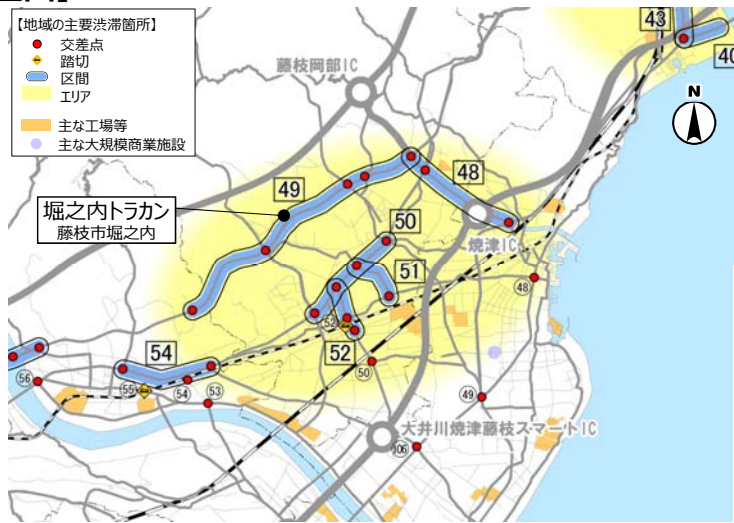 【地域の主要渋滞箇所】
交差点
踏切
区間
エリア
主な工場等
主な大規模商業施設
藤枝岡部IC
43
40
N
49
48
堀之内トラカン
藤枝市堀之内
50
焼津IC
51
48
52
52
54
50
56
55
54
53
49
大井川焼津藤枝スマートIC
106